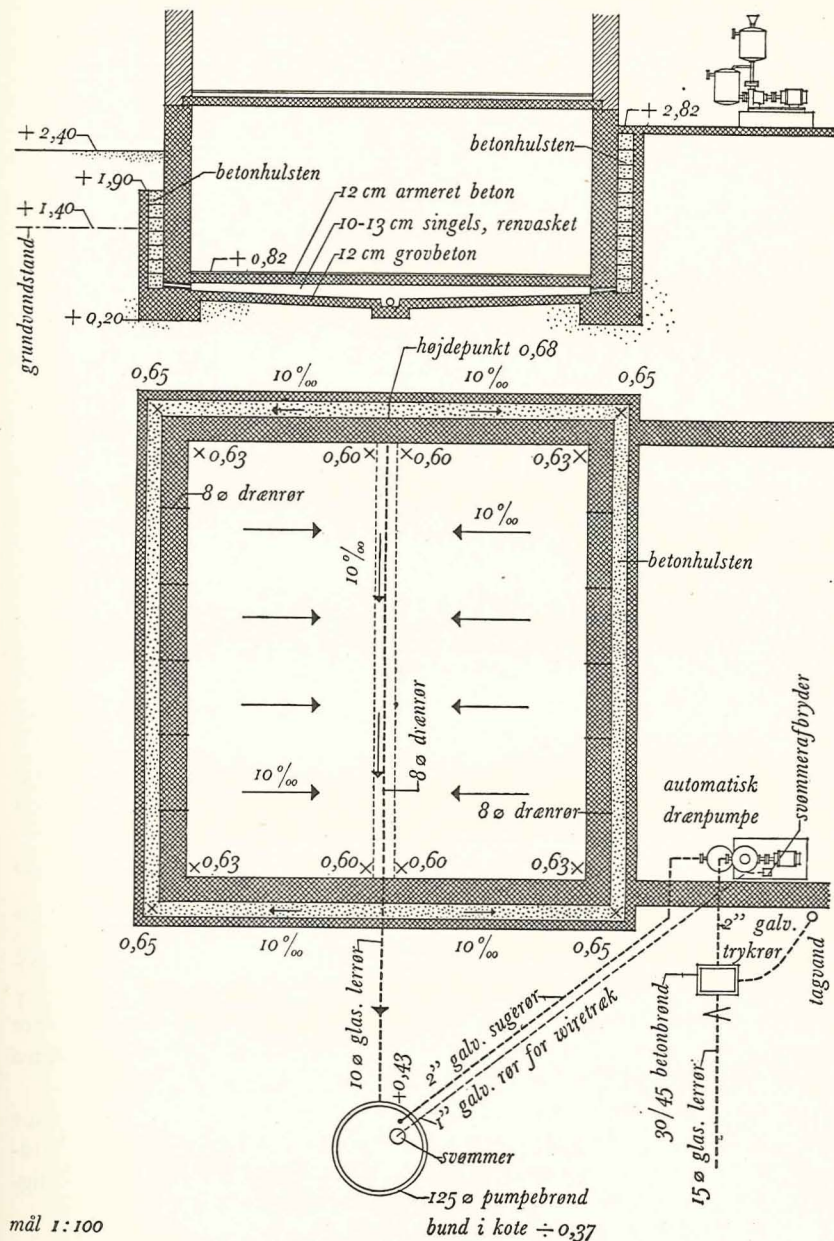 + 2,82
+ 2,40
betonhulsten
+ 1,90
betonhulsten
12 cm armeret beton
+ 1,40
10-13 cm singels, renvasket
+ 0,82
12 cm grovbeton
grundvandstand
+ 0,20
højdepunkt 0,68
0,65
10‰
10‰
0,65
× 0,63
0,60 ×
× 0,60
0,63 ×
8 ø drænrør
10‰
10‰
betonhulsten
8 ø drænrør
10‰
8 ø drænrør
automatisk
drænpumpe
svømmerafbryder
× 0,63
0,60 ×
× 0,60
0,63 ×
0,65
10‰
10‰
0,65
2” galv.
trykrør
tagvand
10 ø glas. lerrør
+0,43
2” galv. sugerør
1” galv. rør for wiretræk
30/45 betonbrønd
15 ø glas. lerrør
svømmer
125 ø pumpebrønd
bund i kote ÷ 0,37
mål 1:100